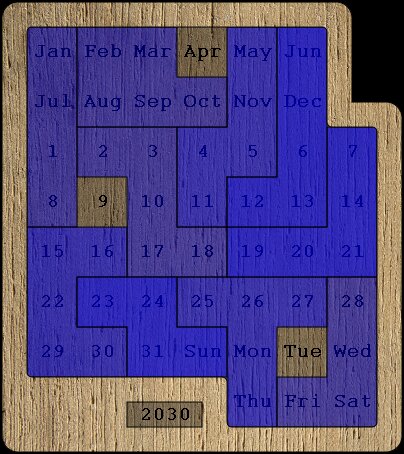 Jan Feb Mar Apr May Jun
Jul Aug Sep Oct Nov Dec
1 2 3 4 5 6 7
8 9 10 11 12 13 14
15 16 17 18 19 20 21
22 23 24 25 26 27 28
29 30 31 Sun Mon Tue Wed
Thu Fri Sat
2030